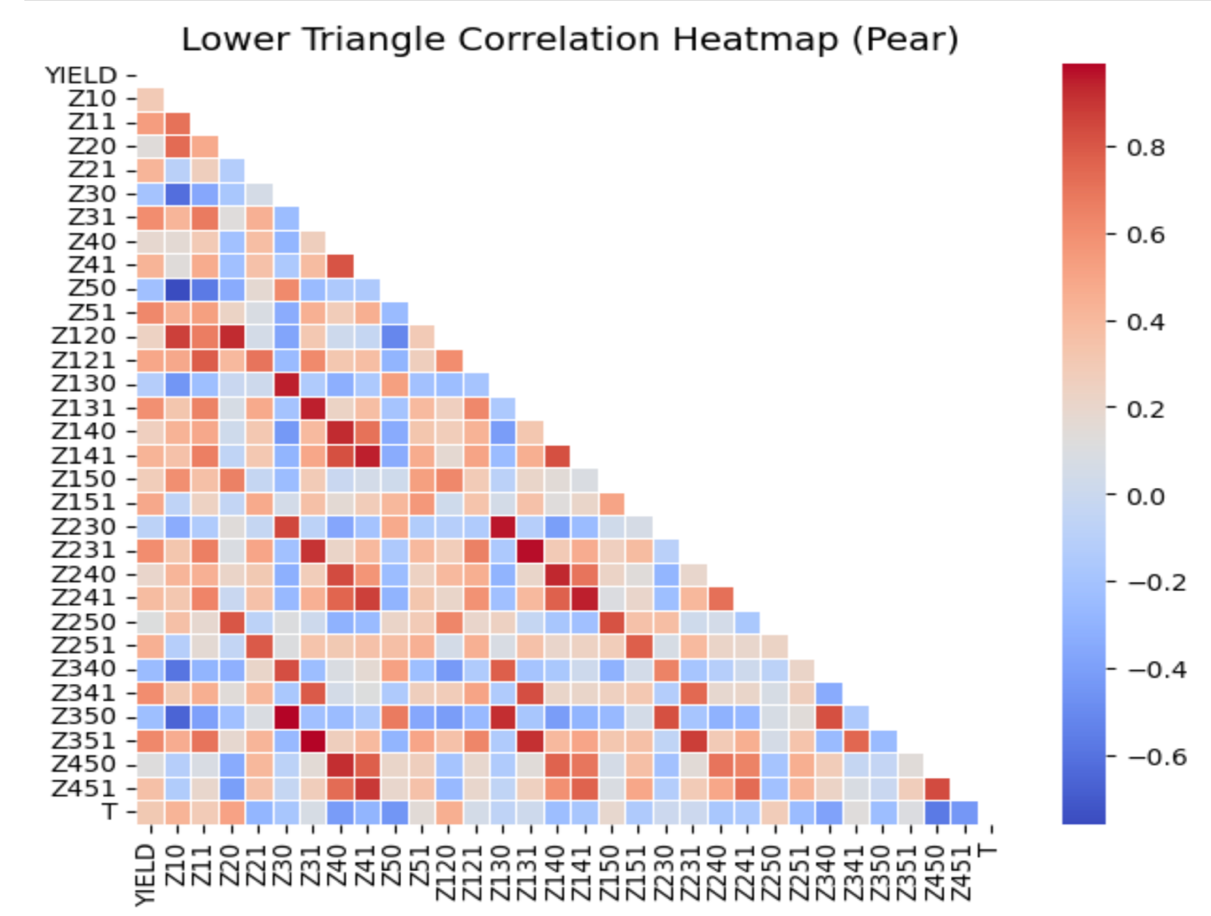 Lower Triangle Correlation Heatmap (Pear)
YIELD
Z10
Z11
Z20
Z21
Z30
Z31
Z40
Z41
Z50
Z51
Z120
Z121
Z130
Z131
Z140
Z141
Z150
Z151
Z230
Z231
Z240
Z241
Z250
Z251
Z340
Z341
Z350
Z351
Z450
Z451
T
YIELD
Z10
Z11
Z20
Z21
Z30
Z31
Z40
Z41
Z50
Z51
Z120
Z121
Z130
Z131
Z140
Z141
Z150
Z151
Z230
Z231
Z240
Z241
Z250
Z251
Z340
Z341
Z350
Z351
Z450
Z451
T
0.8
0.6
0.4
0.2
0.0
−0.2
−0.4
−0.6